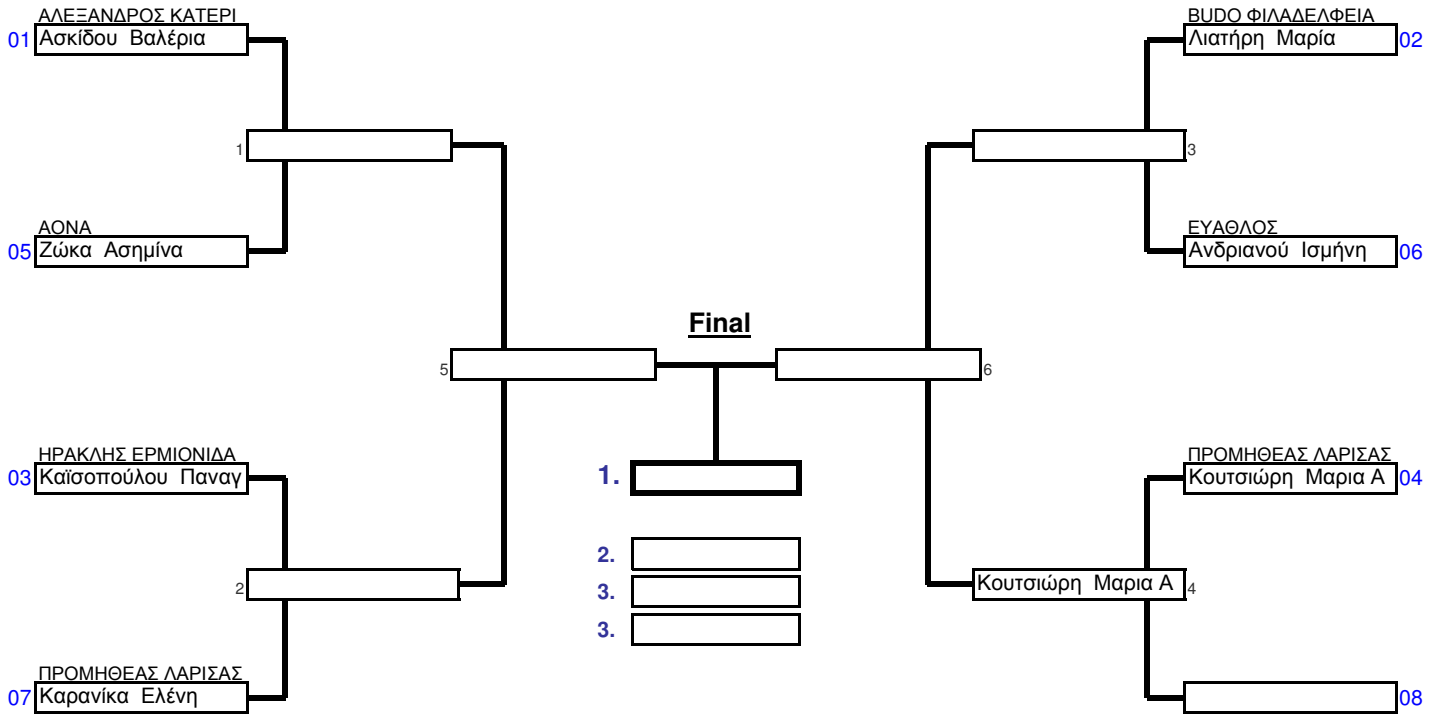 ΑΛΕΞΑΝΔΡΟΣ ΚΑΤΕΡΙ
01 Ασκίδου Βαλέρια
1
ΑΟΝΑ
05 Ζώκα Ασημίνα
5
ΗΡΑΚΛΗΣ ΕΡΜΙΟΝΙΔΑ
03 Καϊσοπούλου Παναγ
2
ΠΡΟΜΗΘΕΑΣ ΛΑΡΙΣΑΣ
07 Καρανίκα Ελένη
Final
1.
2.
3.
3.
BUDO ΦΙΛΑΔΕΛΦΕΙΑ
Λιατήρη Μαρία 02
3
ΕΥΑΘΛΟΣ
Ανδριανού Ισμήνη 06
6
ΠΡΟΜΗΘΕΑΣ ΛΑΡΙΣΑΣ
Κουτσιώρη Μαρια Α 04
Κουτσιώρη Μαρια Α 4
08